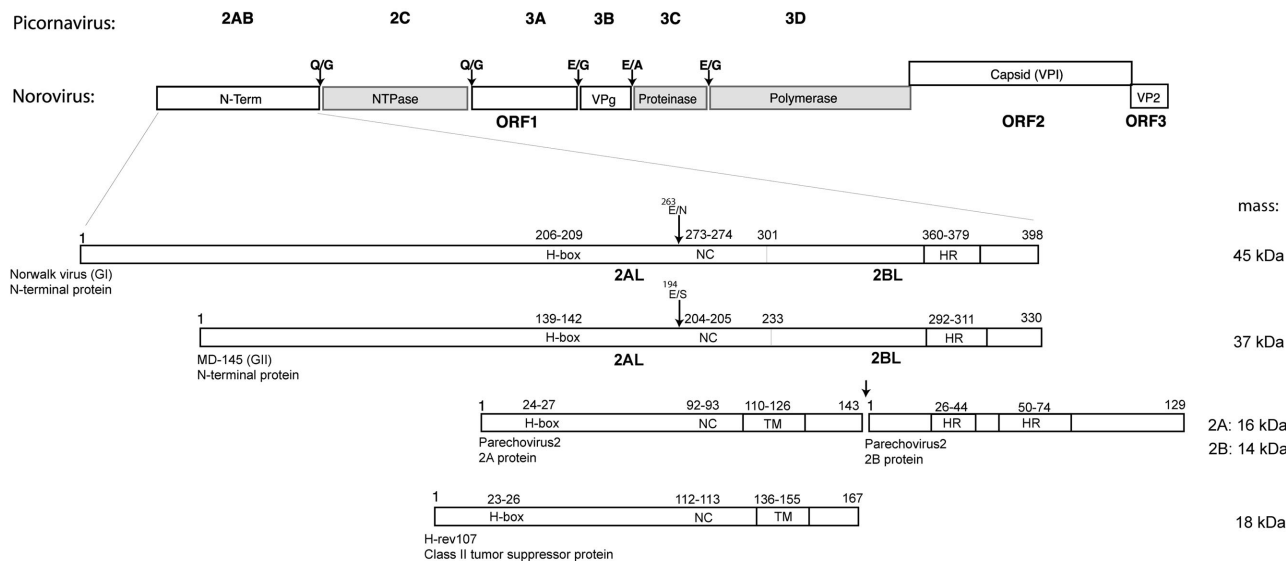 Picornavirus: 2AB 2C 3A 3B 3C 3D
Q/G Q/G E/G E/A E/G
Capsid (VPI)
Norovirus: N-Term NTPase VPg Proteinase Polymerase VP2
ORF1 ORF2 ORF3
mass:
263
E/N
1 206-209 273-274 301 360-379 398
H-box NC HR 45 kDa
2AL 2BL
Norwalk virus (GI)
N-terminal protein
194
E/S
1 139-142 204-205 233 292-311 330
H-box NC HR 37 kDa
2AL 2BL
MD-145 (GII)
N-terminal protein
1 24-27 92-93 110-126 143 1 26-44 50-74 129
H-box NC TM HR HR 2A: 16 kDa
Parechovirus2 Parechovirus2 2B: 14 kDa
2A protein 2B protein
1 23-26 112-113 136-155 167
H-box NC TM 18 kDa
H-rev107
Class II tumor suppressor protein